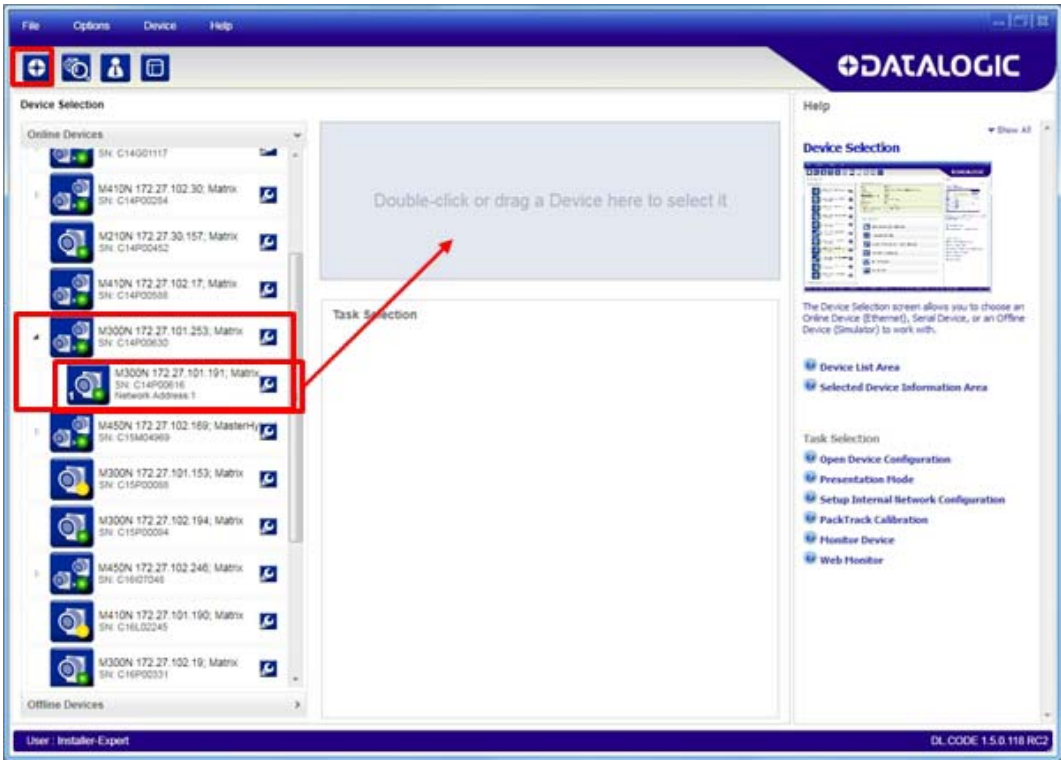 File Options Device Help
DATALOGIC
Device Selection
Online Devices
SN: C14G01117
M410N 172.27.102.30; Matrix
SN: C14P00284
M210N 172.27.30.157; Matrix
SN: C14P00452
M410N 172.27.102.17; Matrix
SN: C14P00588
M300N 172.27.101.253; Matrix
SN: C14P00630
M300N 172.27.101.191; Matrix
SN: C14P00616
Network Address:1
1
M450N 172.27.102.169; MasterHy
SN: C15M04969
M300N 172.27.101.153; Matrix
SN: C15P00088
M300N 172.27.102.194; Matrix
SN: C15P00094
M450N 172.27.102.246; Matrix
SN: C16I07046
M410N 172.27.101.190; Matrix
SN: C16L02245
M300N 172.27.102.19; Matrix
SN: C16P00331
Offline Devices
Double-click or drag a Device here to select it
Task Selection
Help
Show All
Device Selection
The Device Selection screen allows you to choose an
Online Device (Ethernet), Serial Device, or an Offline
Device (Simulator) to work with.
Device List Area
Selected Device Information Area
Task Selection
Open Device Configuration
Presentation Mode
Setup Internal Network Configuration
PackTrack Calibration
Monitor Device
Web Monitor
User : Installer-Expert
DL.CODE 1.5.0.118 RC2